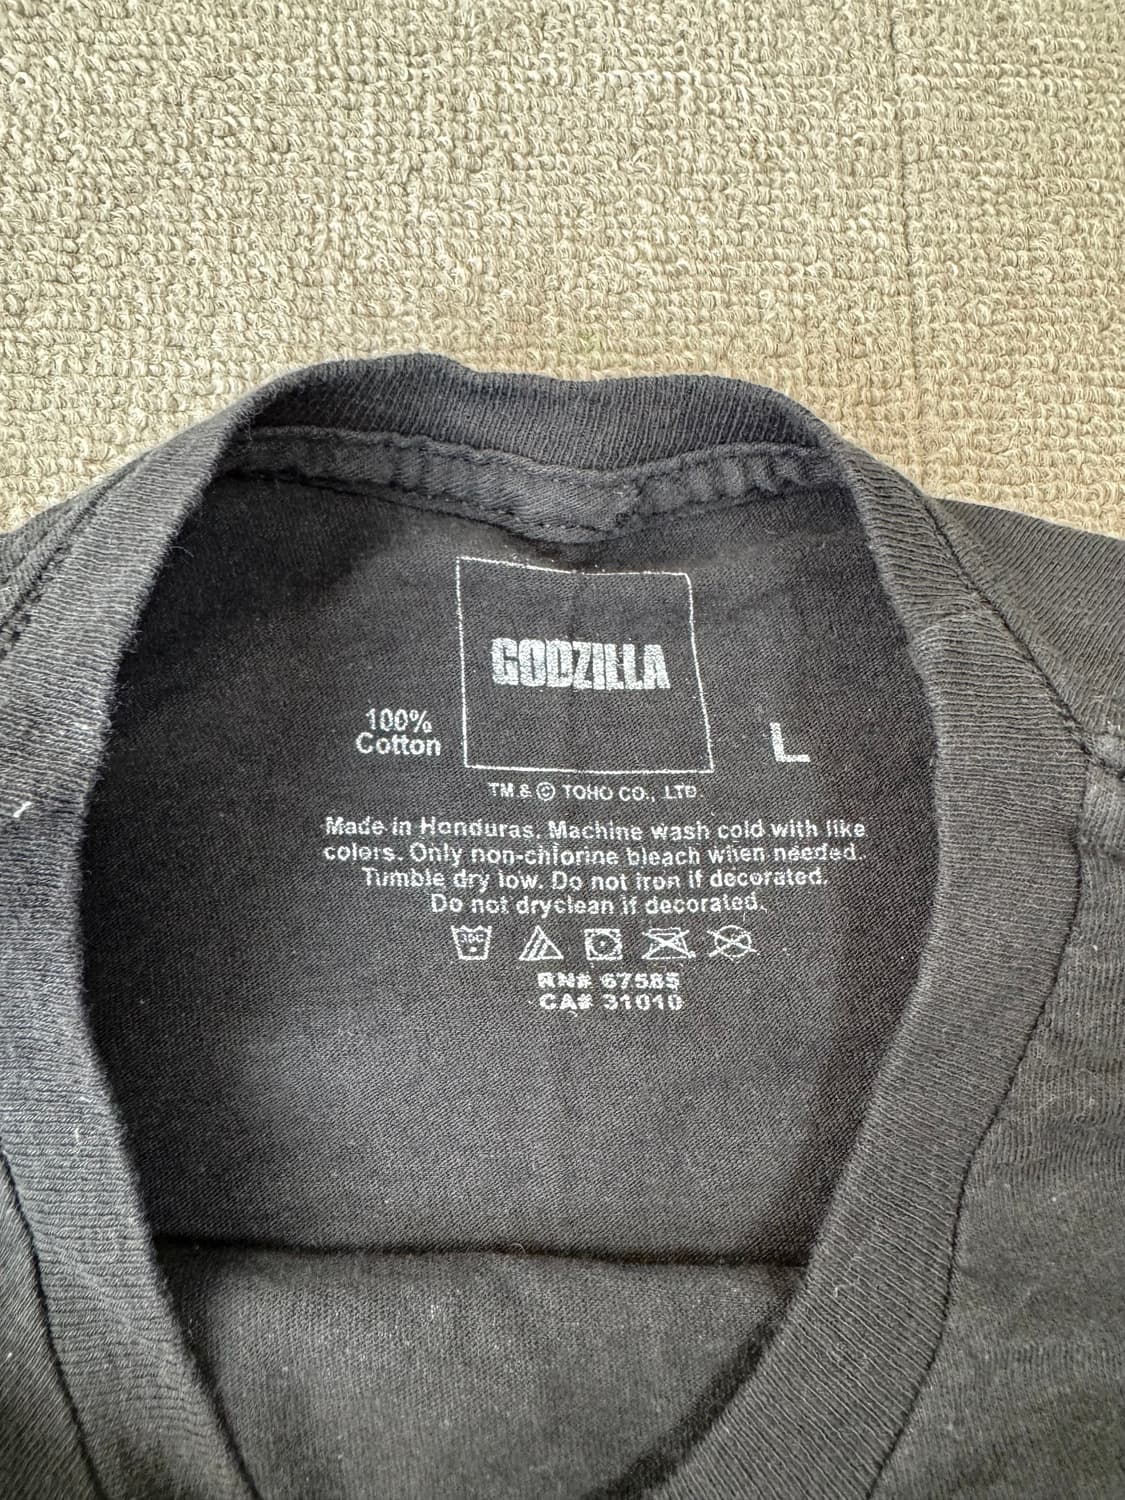 GODZILLA
100%
Cotton
L
TM & © TOHO CO., LTD.
Made in Honduras. Machine wash cold with like
colors. Only non-chlorine bleach when needed.
Tumble dry low. Do not iron if decorated.
Do not dryclean if decorated.
30C
RN# 67585
CA# 31010